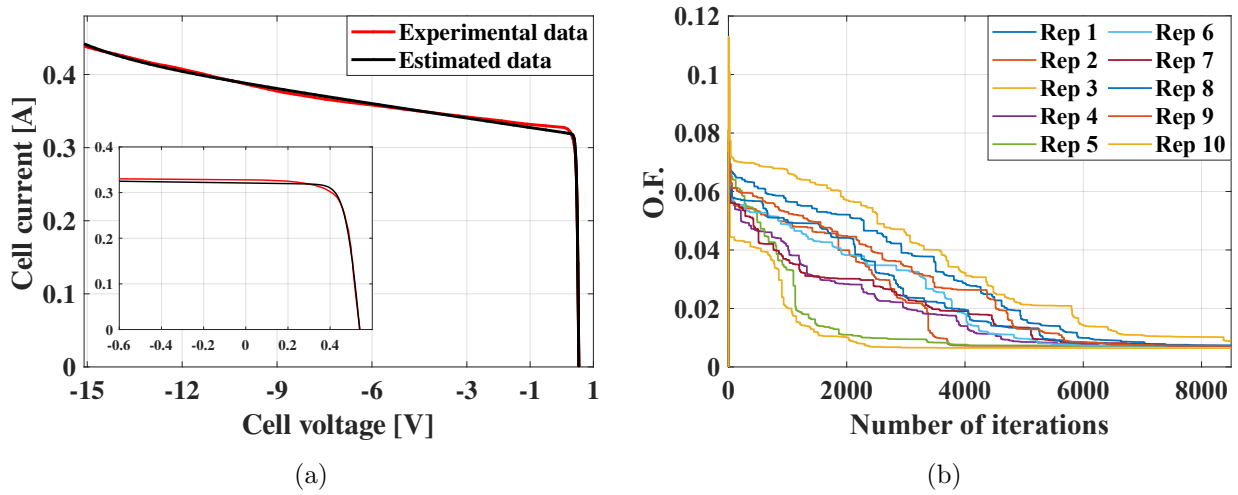 Experimental data
Estimated data
Cell current [A]
0.4
0.3
0.2
0.1
0
0.4
0.3
0.2
0.1
0
-0.6 -0.4 -0.2 0 0.2 0.4
-15 -12 -9 -6 -3 -1 1
Cell voltage [V]
(a)
O.F.
0.12
0.1
0.08
0.06
0.04
0.02
0
Rep 1 Rep 6
Rep 2 Rep 7
Rep 3 Rep 8
Rep 4 Rep 9
Rep 5 Rep 10
0 2000 4000 6000 8000
Number of iterations
(b)